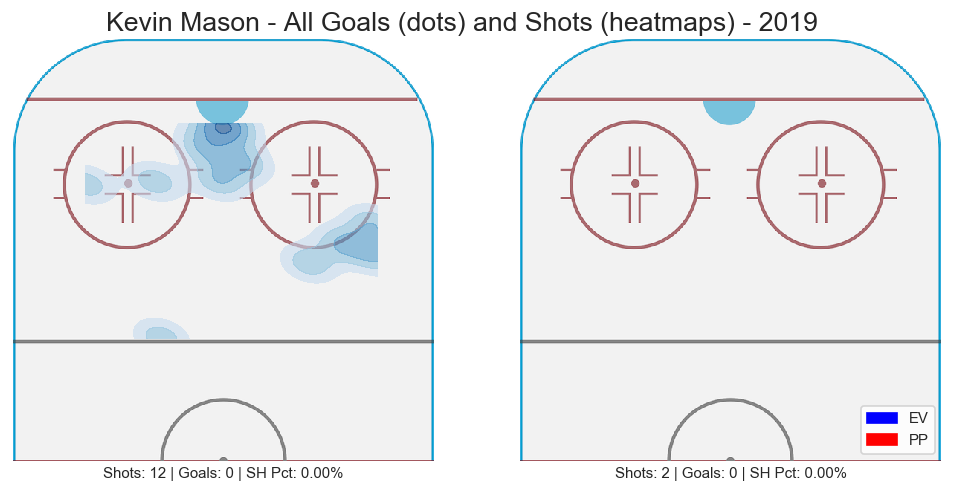 Kevin Mason - All Goals (dots) and Shots (heatmaps) - 2019
EV
PP
Shots: 12 | Goals: 0 | SH Pct: 0.00%
Shots: 2 | Goals: 0 | SH Pct: 0.00%